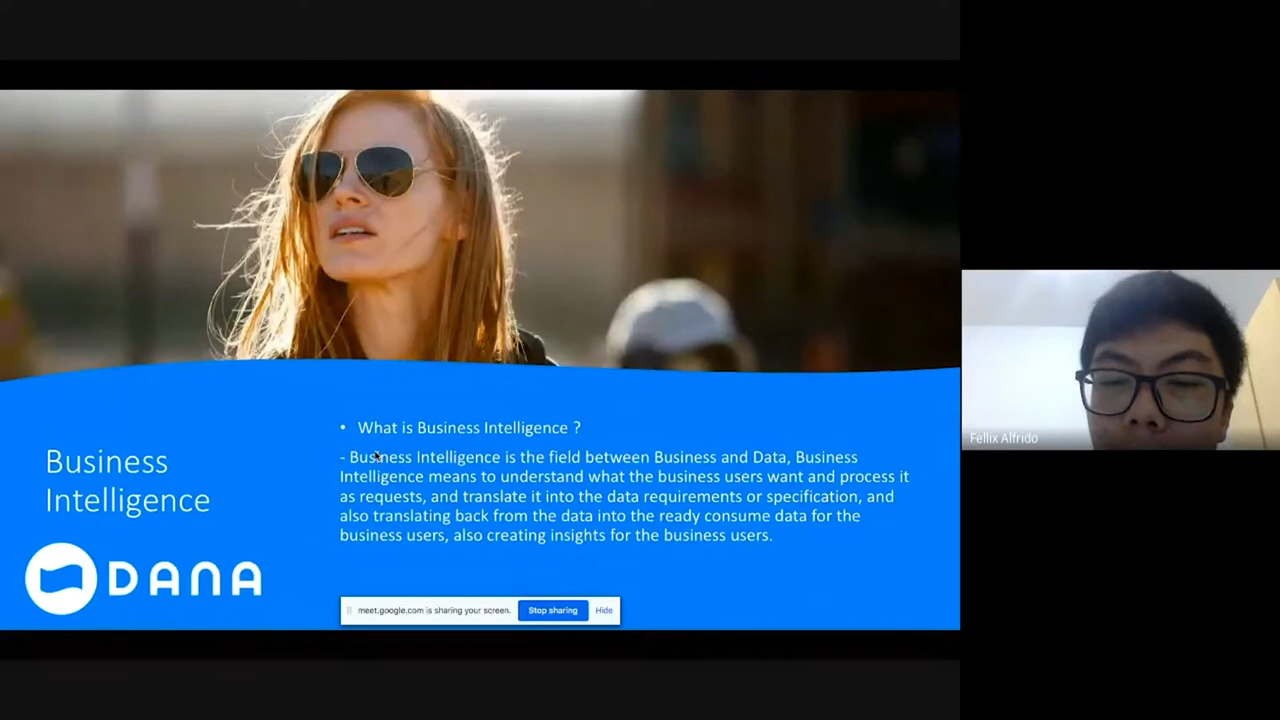 Business
Intelligence
DANA
• What is Business Intelligence ?
- Business Intelligence is the field between Business and Data, Business
Intelligence means to understand what the business users want and process it
as requests, and translate it into the data requirements or specification, and
also translating back from the data into the ready consume data for the
business users, also creating insights for the business users.
meet.google.com is sharing your screen. Stop sharing Hide
Fellix Alfrido